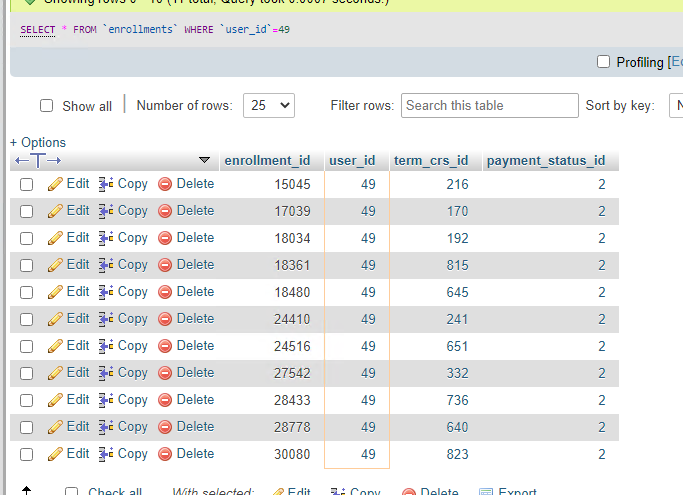 Showing rows 0 - 10 (11 total, Query took 0.0007 seconds.)
SELECT * FROM `enrollments` WHERE `user_id`=49
Profiling [
Show all Number of rows: 25 Filter rows: Search this table Sort by key:
+ Options
enrollment_id user_id term_crs_id payment_status_id
Edit Copy Delete 15045 49 216 2
Edit Copy Delete 17039 49 170 2
Edit Copy Delete 18034 49 192 2
Edit Copy Delete 18361 49 815 2
Edit Copy Delete 18480 49 645 2
Edit Copy Delete 24410 49 241 2
Edit Copy Delete 24516 49 651 2
Edit Copy Delete 27542 49 332 2
Edit Copy Delete 28433 49 736 2
Edit Copy Delete 28778 49 640 2
Edit Copy Delete 30080 49 823 2
Check all With selected: Edit Copy Delete Export